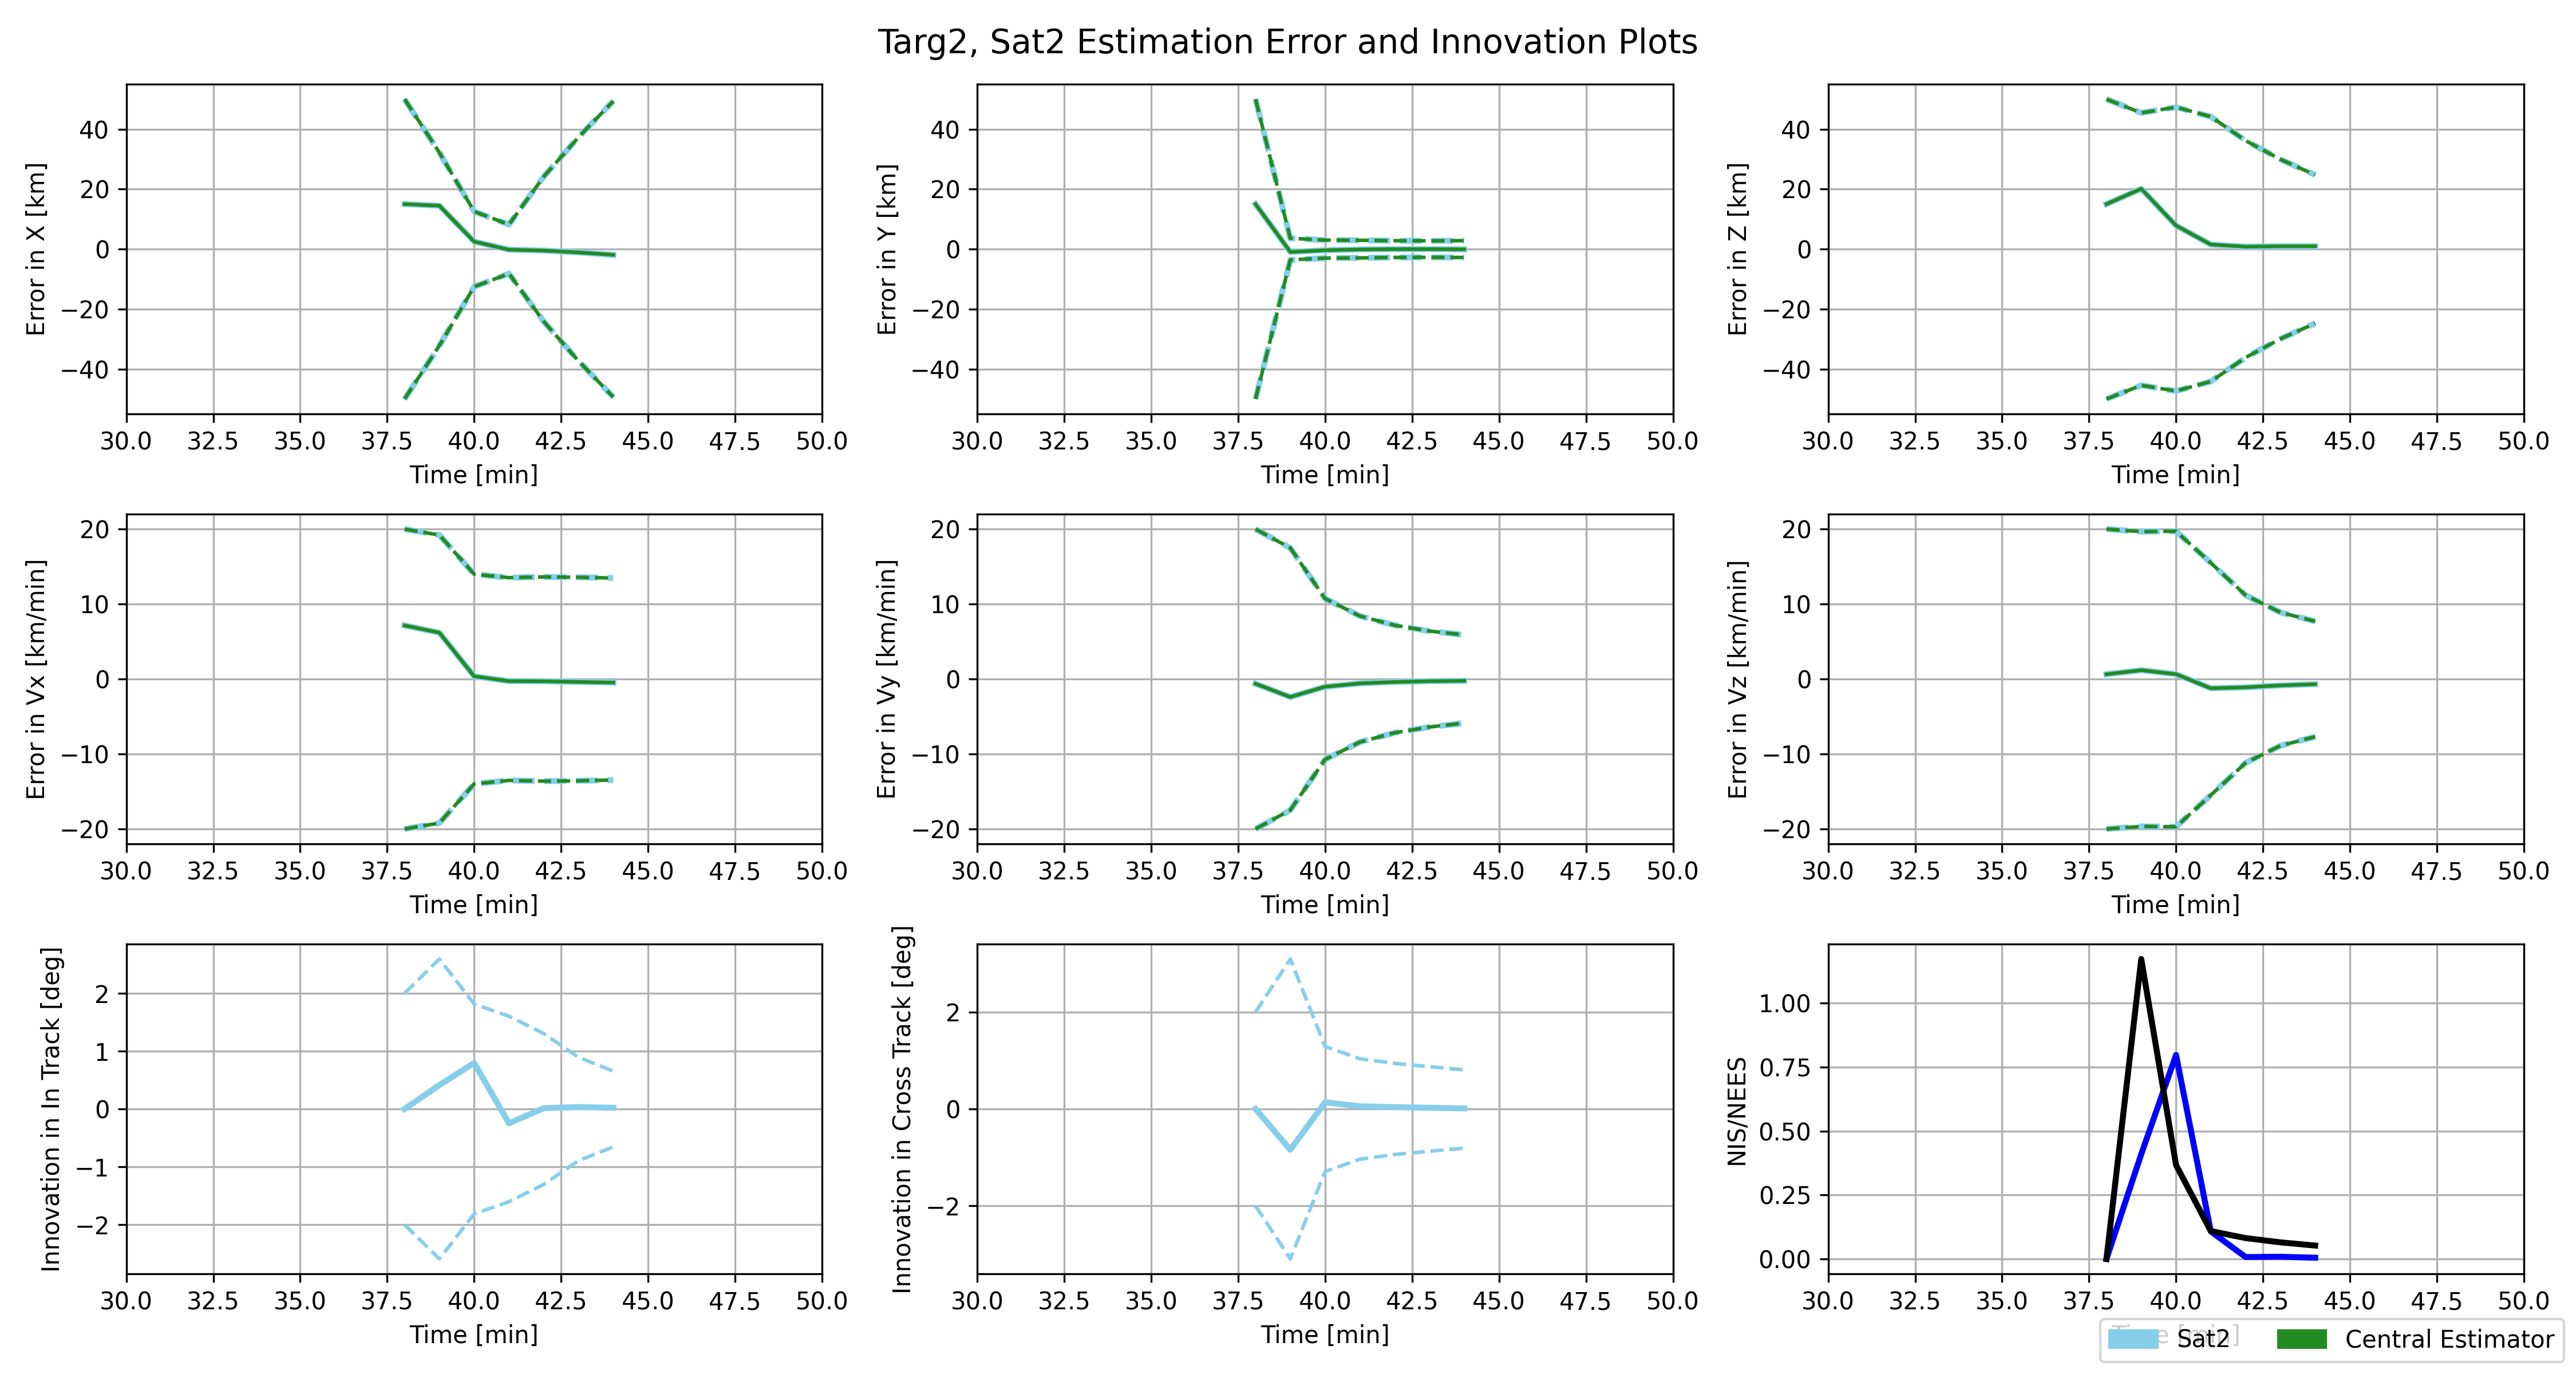 Targ2, Sat2 Estimation Error and Innovation Plots
Error in X [km]
40
20
0
−20
−40
30.0 32.5 35.0 37.5 40.0 42.5 45.0 47.5 50.0
Time [min]
Error in Y [km]
40
20
0
−20
−40
30.0 32.5 35.0 37.5 40.0 42.5 45.0 47.5 50.0
Time [min]
Error in Z [km]
40
20
0
−20
−40
30.0 32.5 35.0 37.5 40.0 42.5 45.0 47.5 50.0
Time [min]
Error in Vx [km/min]
20
10
0
−10
−20
30.0 32.5 35.0 37.5 40.0 42.5 45.0 47.5 50.0
Time [min]
Error in Vy [km/min]
20
10
0
−10
−20
30.0 32.5 35.0 37.5 40.0 42.5 45.0 47.5 50.0
Time [min]
Error in Vz [km/min]
20
10
0
−10
−20
30.0 32.5 35.0 37.5 40.0 42.5 45.0 47.5 50.0
Time [min]
Innovation in In Track [deg]
2
1
0
−1
−2
30.0 32.5 35.0 37.5 40.0 42.5 45.0 47.5 50.0
Time [min]
Innovation in Cross Track [deg]
2
0
−2
30.0 32.5 35.0 37.5 40.0 42.5 45.0 47.5 50.0
Time [min]
NIS/NEES
1.00
0.75
0.50
0.25
0.00
30.0 32.5 35.0 37.5 40.0 42.5 45.0 47.5 50.0
Time [min]
Sat2 Central Estimator